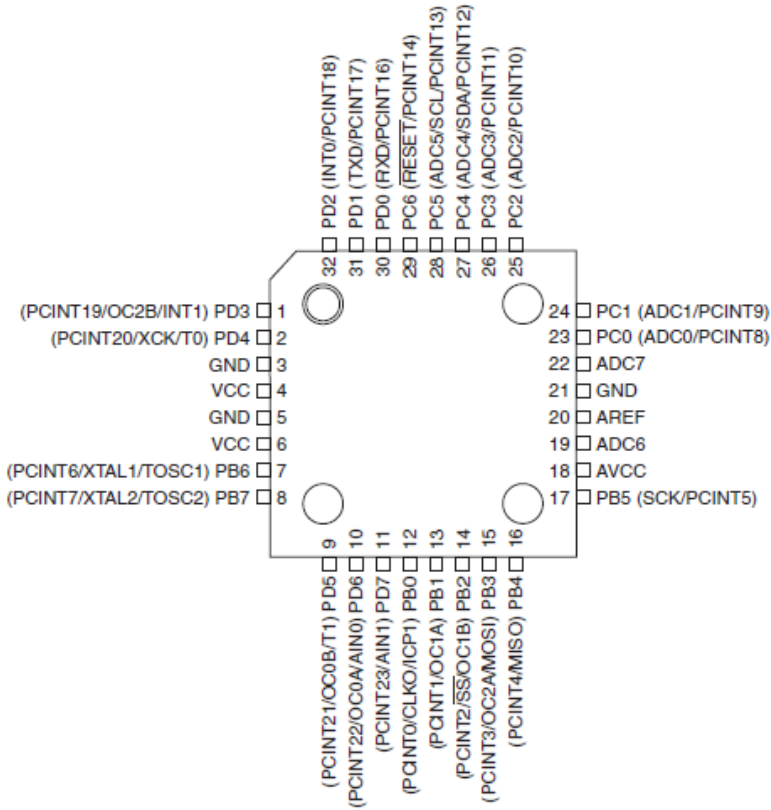 32 PD2 (INT0/PCINT18)
31 PD1 (TXD/PCINT17)
30 PD0 (RXD/PCINT16)
29 PC6 (RESET/PCINT14)
28 PC5 (ADC5/SCL/PCINT13)
27 PC4 (ADC4/SDA/PCINT12)
26 PC3 (ADC3/PCINT11)
25 PC2 (ADC2/PCINT10)
(PCINT19/OC2B/INT1) PD3 1
(PCINT20/XCK/T0) PD4 2
GND 3
VCC 4
GND 5
VCC 6
(PCINT6/XTAL1/TOSC1) PB6 7
(PCINT7/XTAL2/TOSC2) PB7 8
24 PC1 (ADC1/PCINT9)
23 PC0 (ADC0/PCINT8)
22 ADC7
21 GND
20 AREF
19 ADC6
18 AVCC
17 PB5 (SCK/PCINT5)
(PCINT21/OC0B/T1) PD5 9
(PCINT22/OC0A/AIN0) PD6 10
(PCINT23/AIN1) PD7 11
(PCINT0/CLKO/ICP1) PB0 12
(PCINT1/OC1A) PB1 13
(PCINT2/SS/OC1B) PB2 14
(PCINT3/OC2A/MOSI) PB3 15
(PCINT4/MISO) PB4 16